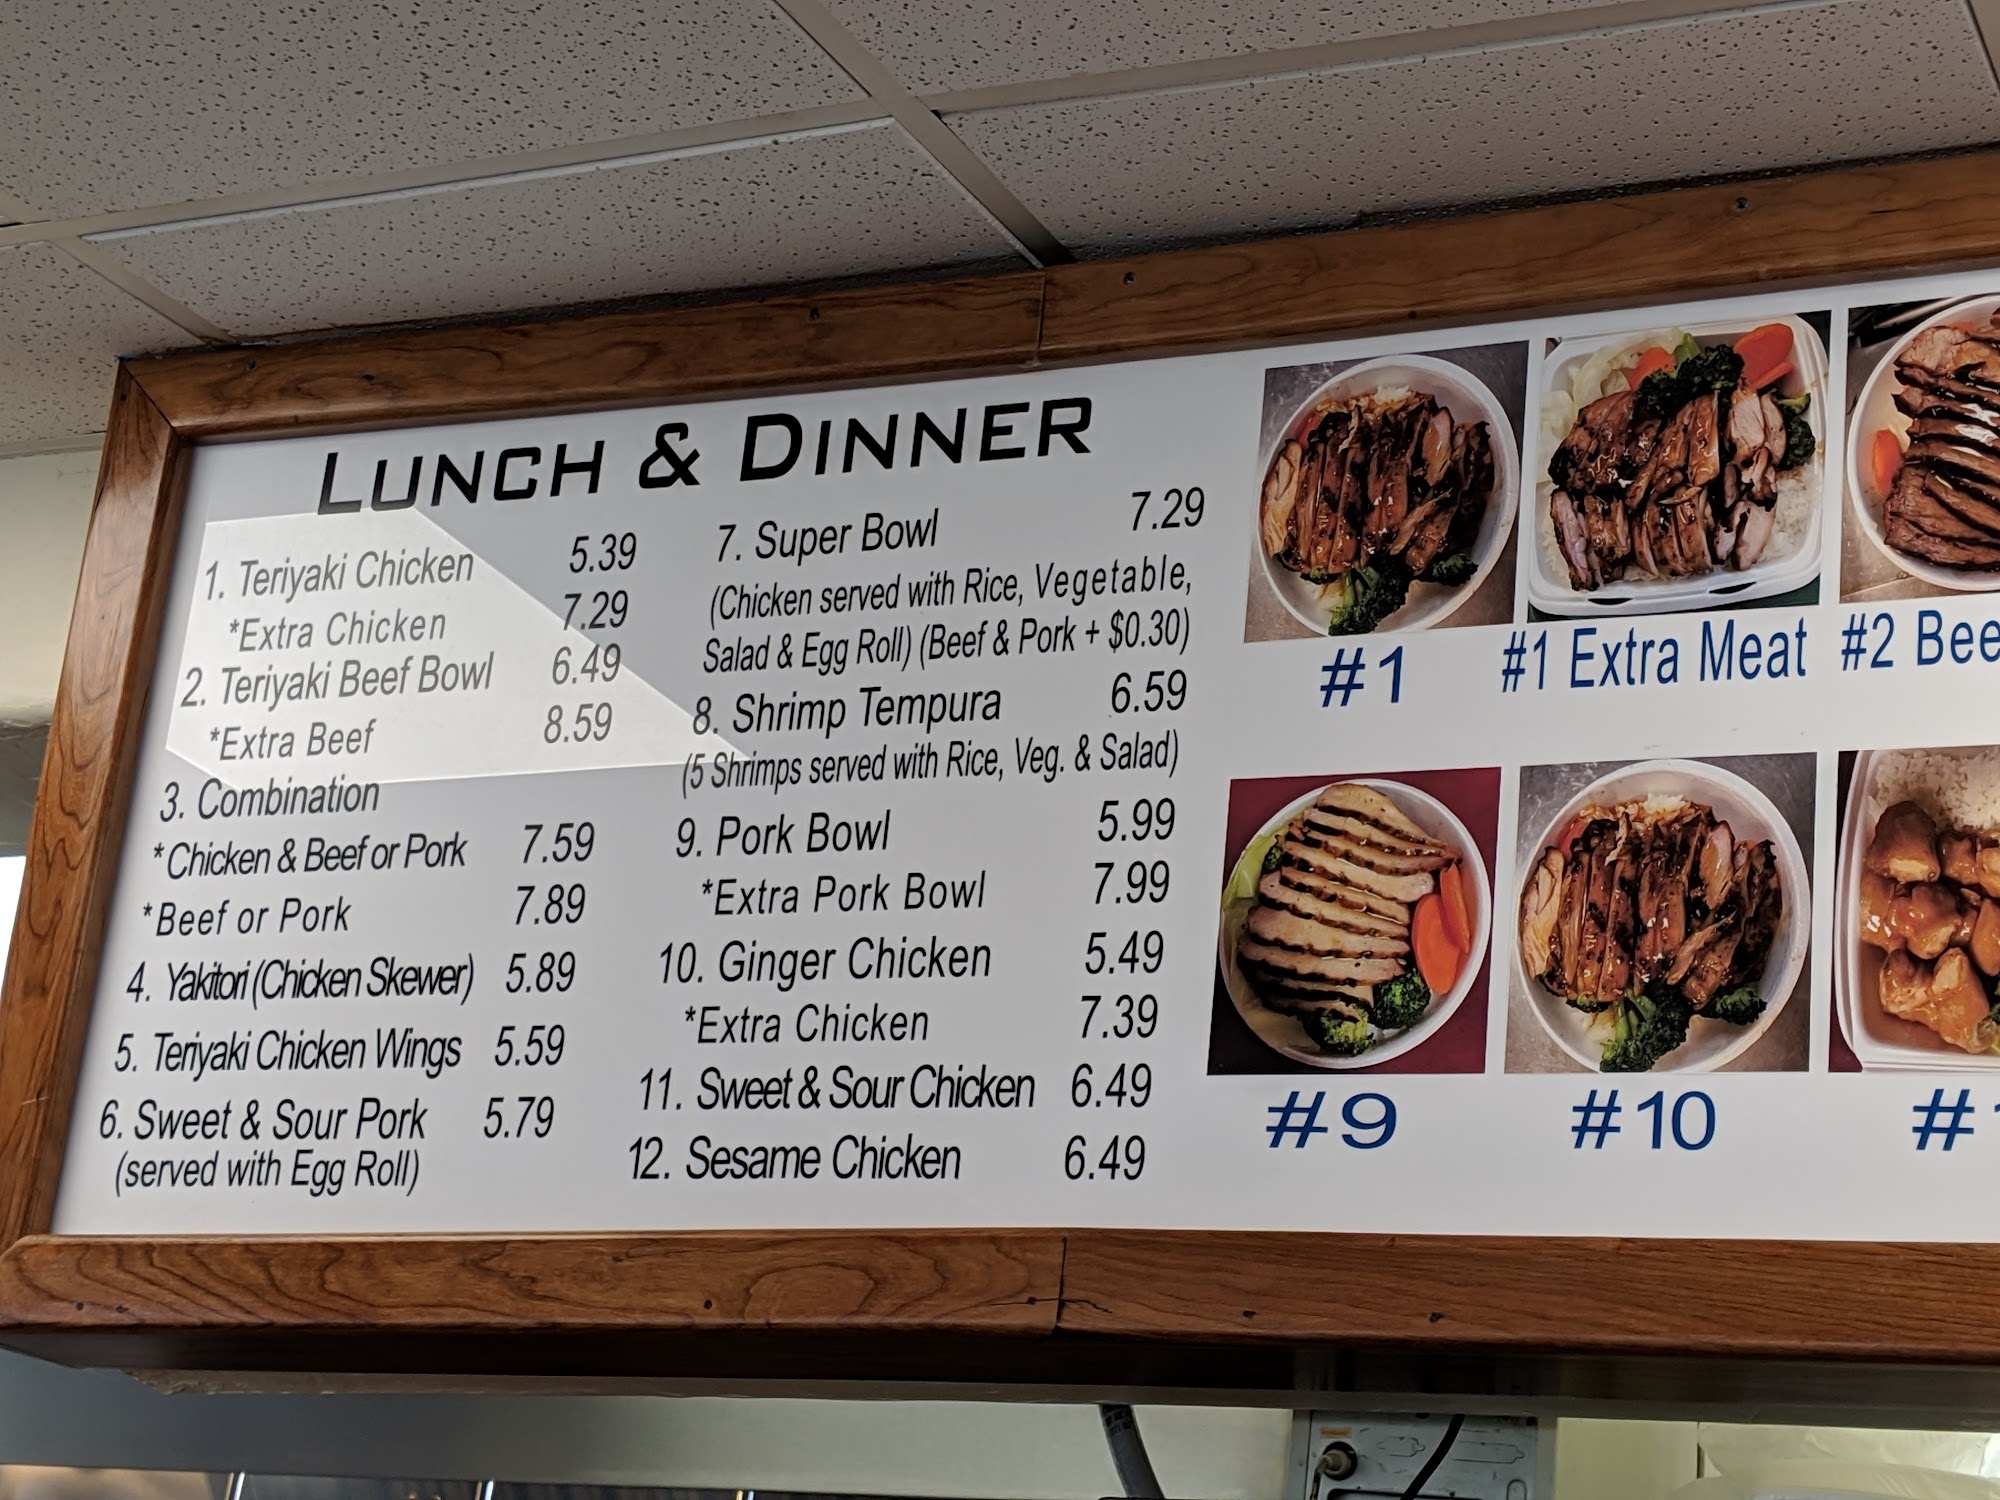 LUNCH & DINNER
1. Teriyaki Chicken 5.39
*Extra Chicken 7.29
2. Teriyaki Beef Bowl 6.49
*Extra Beef 8.59
3. Combination
*Chicken & Beef or Pork 7.59
*Beef or Pork 7.89
4. Yakitori (Chicken Skewer) 5.89
5. Teriyaki Chicken Wings 5.59
6. Sweet & Sour Pork 5.79
(served with Egg Roll)
7. Super Bowl 7.29
(Chicken served with Rice, Vegetable,
Salad & Egg Roll) (Beef & Pork + $0.30)
8. Shrimp Tempura 6.59
(5 Shrimps served with Rice, Veg. & Salad)
9. Pork Bowl 5.99
*Extra Pork Bowl 7.99
10. Ginger Chicken 5.49
*Extra Chicken 7.39
11. Sweet & Sour Chicken 6.49
12. Sesame Chicken 6.49
#1
#1 Extra Meat
#2 Bee
#9
#10
#